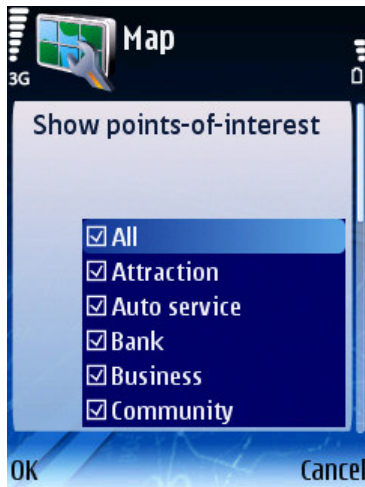 Map
3G
Show points-of-interest
All
Attraction
Auto service
Bank
Business
Community
OK Cancel